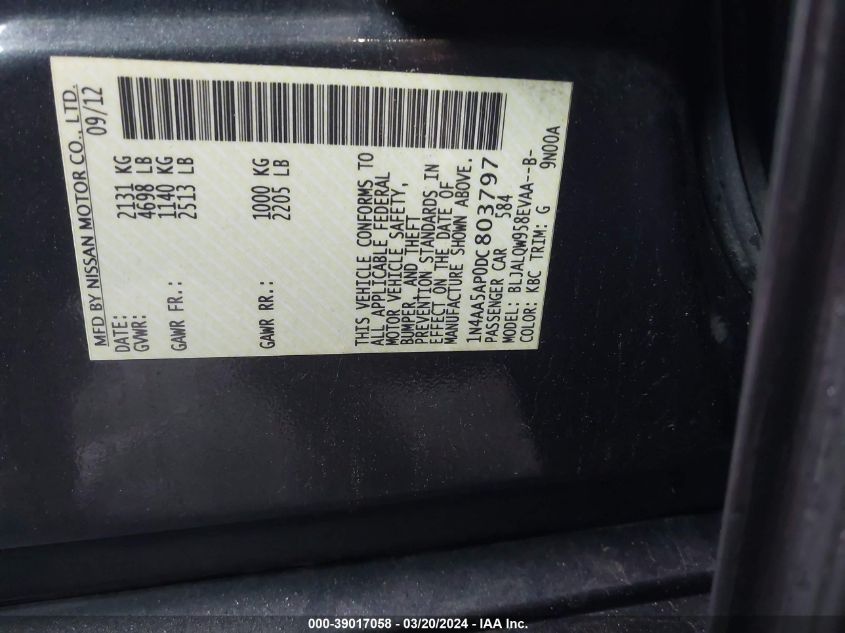 MFD BY NISSAN MOTOR CO., LTD.
DATE: 09/12
GVWR: 2131 KG
4698 LB
GAWR FR.: 1140 KG
2513 LB
GAWR RR.: 1000 KG
2205 LB
THIS VEHICLE CONFORMS TO
ALL APPLICABLE FEDERAL
MOTOR VEHICLE SAFETY,
BUMPER, AND THEFT
PREVENTION STANDARDS IN
EFFECT ON THE DATE OF
MANUFACTURE SHOWN ABOVE.
1N4AA5AP0DC803797
PASSENGER CAR 584
MODEL: BLJALQW958EVAA--B-
COLOR: KBC TRIM: G 9N00A
000-39017058 - 03/20/2024 - IAA Inc.